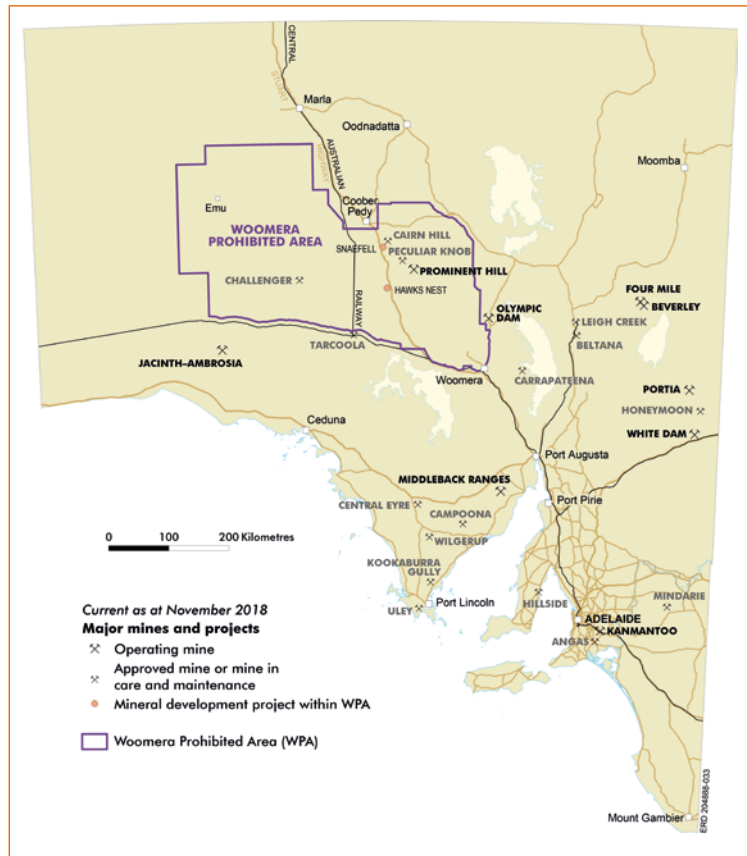 CENTRAL
STUART
Marla
Oodnadatta
AUSTRALIAN
HIGHWAY
Moomba
Emu
Coober
Pedy
WOOMERA
PROHIBITED AREA
CAIRN HILL
SNAEFELL
PECULIAR KNOB
PROMINENT HILL
CHALLENGER
HAWKS NEST
RAILWAY
FOUR MILE
BEVERLEY
OLYMPIC
DAM
LEIGH CREEK
BELTANA
TARCOOLA
JACINTH–AMBROSIA
Woomera
CARRAPATEENA
PORTIA
HONEYMOON
Ceduna
WHITE DAM
Port Augusta
MIDDLEBACK RANGES
Port Pirie
CENTRAL EYRE
CAMPOONA
WILGERUP
0 100 200 Kilometres
KOOKABURRA
GULLY
HILLSIDE
MINDARIE
ULEY
Port Lincoln
ADELAIDE
KANMANTOO
ANGAS
Current as at November 2018
Major mines and projects
Operating mine
Approved mine or mine in
care and maintenance
Mineral development project within WPA
Woomera Prohibited Area (WPA)
Mount Gambier
ERD 204888-033